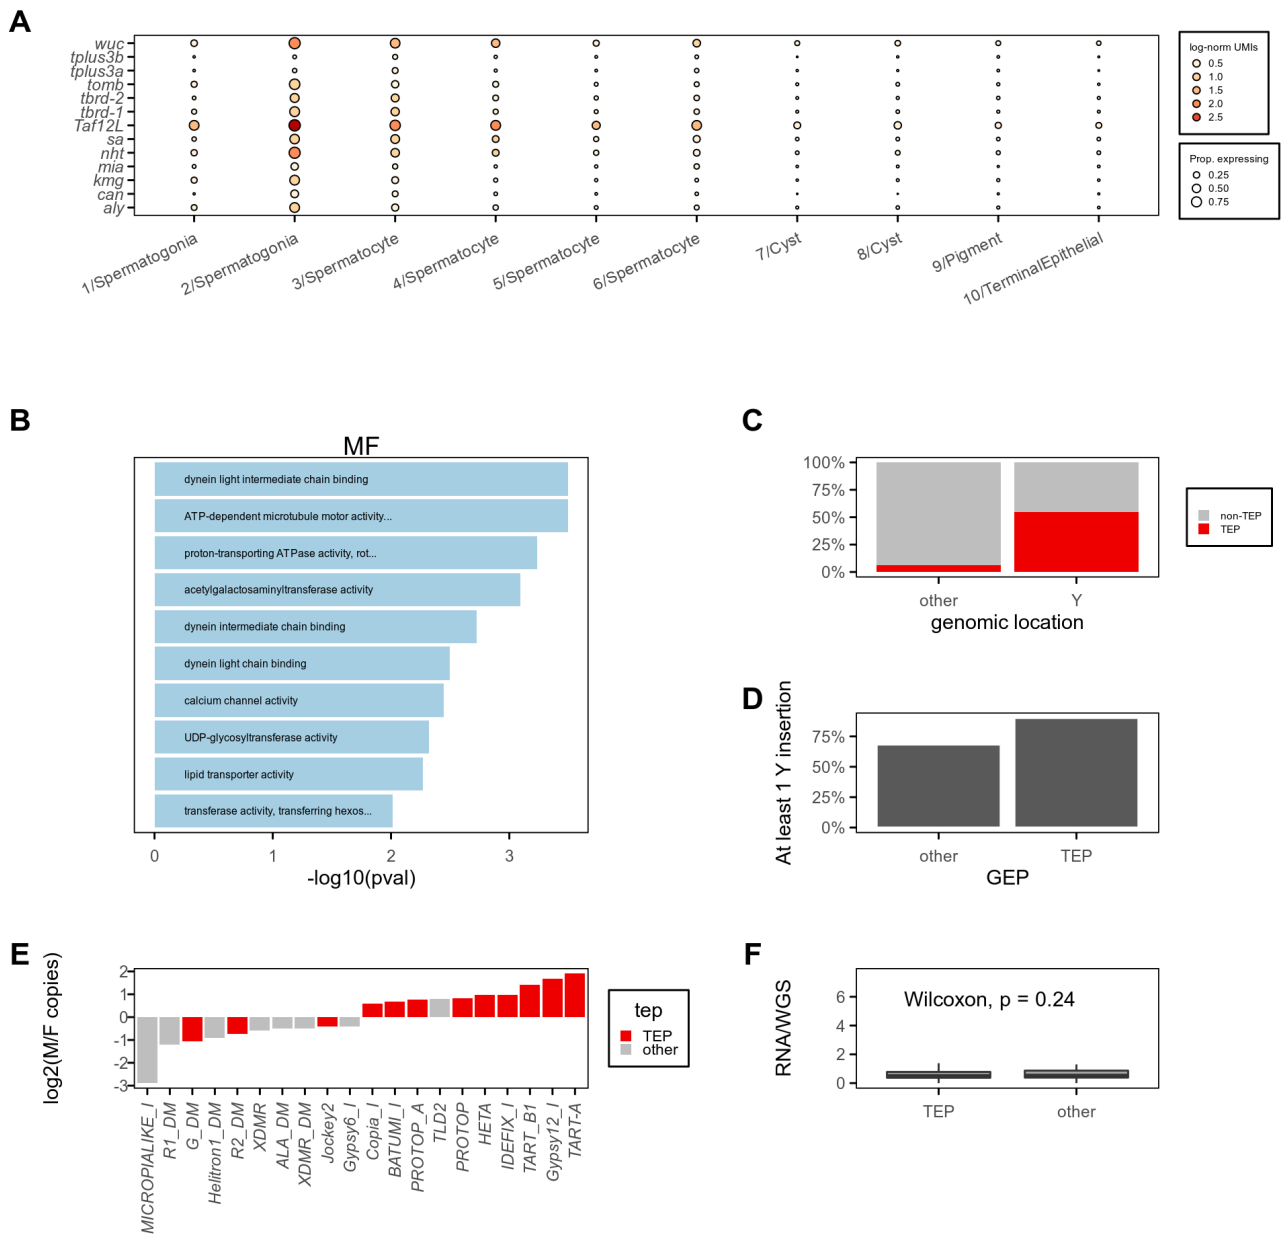 A
wuc
tplus3b
tplus3a
tomb
tbrd-2
tbrd-1
Taf12L
sa
nht
mia
kmg
can
aly
1/Spermatogonia
2/Spermatogonia
3/Spermatocyte
4/Spermatocyte
5/Spermatocyte
6/Spermatocyte
7/Cyst
8/Cyst
9/Pigment
10/TerminalEpithelial
log-norm UMIs
0.5
1.0
1.5
2.0
2.5
Prop. expressing
0.25
0.50
0.75
B
MF
dynein light intermediate chain binding
ATP-dependent microtubule motor activity...
proton-transporting ATPase activity, rot...
acetylgalactosaminyltransferase activity
dynein intermediate chain binding
dynein light chain binding
calcium channel activity
UDP-glycosyltransferase activity
lipid transporter activity
transferase activity, transferring hexos...
0 1 2 3
-log10(pval)
C
100%
75%
50%
25%
0%
other Y
genomic location
non-TEP
TEP
D
At least 1 Y insertion
75%
50%
25%
0%
other TEP
GEP
E
log2(M/F copies)
2
1
0
-1
-2
-3
MICROPIALIKE_I
R1_DM
G_DM
Helitron1_DM
R2_DM
XDMR
ALA_DM
XDMR_DM
Jockey2
Gypsy6_I
Copia_I
BATUMI_I
PROTOP_A
TLD2
PROTOP
HETA
IDEFIX_I
TART_B1
Gypsy12_I
TART-A
tep
TEP
other
F
RNA/WGS
6
4
2
0
Wilcoxon, p = 0.24
TEP other